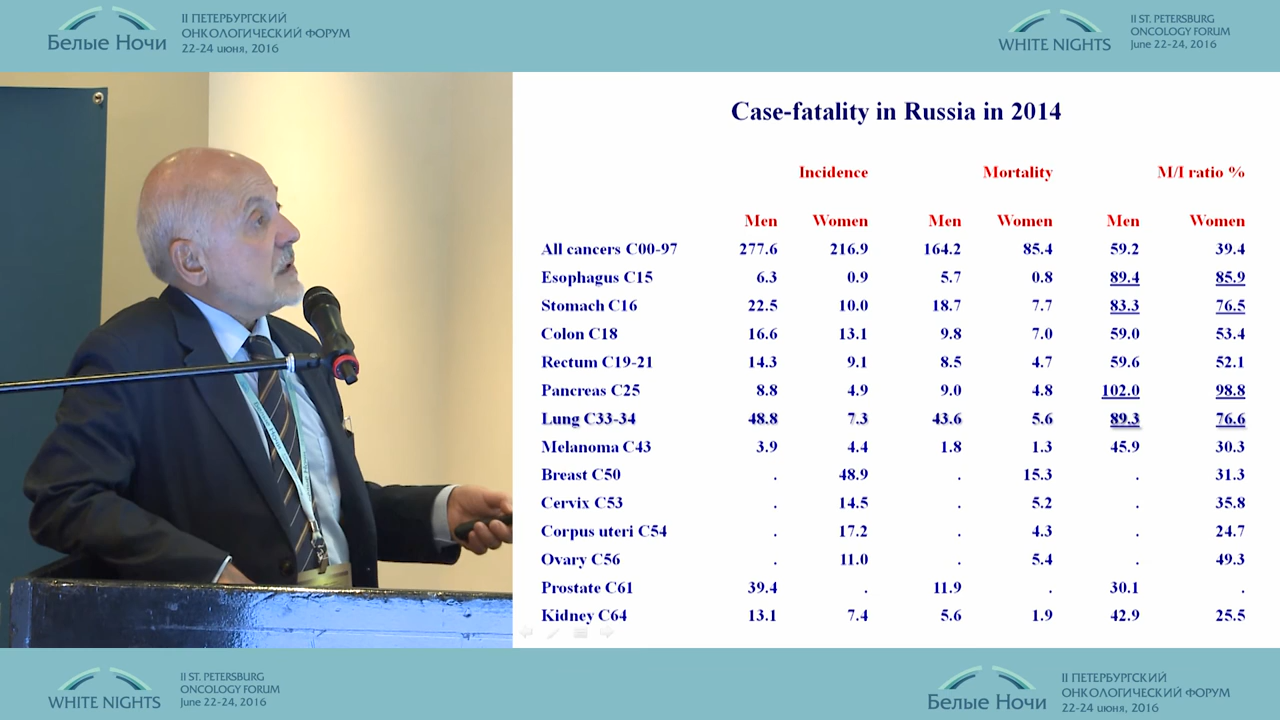 II ПЕТЕРБУРГСКИЙ
ОНКОЛОГИЧЕСКИЙ ФОРУМ
Белые Ночи
22-24 июня, 2016
II ST. PETERSBURG
ONCOLOGY FORUM
WHITE NIGHTS
June 22-24, 2016
Case-fatality in Russia in 2014
Incidence Mortality M/I ratio %
Men Women Men Women Men Women
All cancers C00-97 277.6 216.9 164.2 85.4 59.2 39.4
Esophagus C15 6.3 0.9 5.7 0.8 89.4 85.9
Stomach C16 22.5 10.0 18.7 7.7 83.3 76.5
Colon C18 16.6 13.1 9.8 7.0 59.0 53.4
Rectum C19-21 14.3 9.1 8.5 4.7 59.6 52.1
Pancreas C25 8.8 4.9 9.0 4.8 102.0 98.8
Lung C33-34 48.8 7.3 43.6 5.6 89.3 76.6
Melanoma C43 3.9 4.4 1.8 1.3 45.9 30.3
Breast C50 . 48.9 . 15.3 . 31.3
Cervix C53 . 14.5 . 5.2 . 35.8
Corpus uteri C54 . 17.2 . 4.3 . 24.7
Ovary C56 . 11.0 . 5.4 . 49.3
Prostate C61 39.4 . 11.9 . 30.1 .
Kidney C64 13.1 7.4 5.6 1.9 42.9 25.5
II ST. PETERSBURG
ONCOLOGY FORUM
WHITE NIGHTS
June 22-24, 2016
II ПЕТЕРБУРГСКИЙ
ОНКОЛОГИЧЕСКИЙ ФОРУМ
Белые Ночи
22-24 июня, 2016